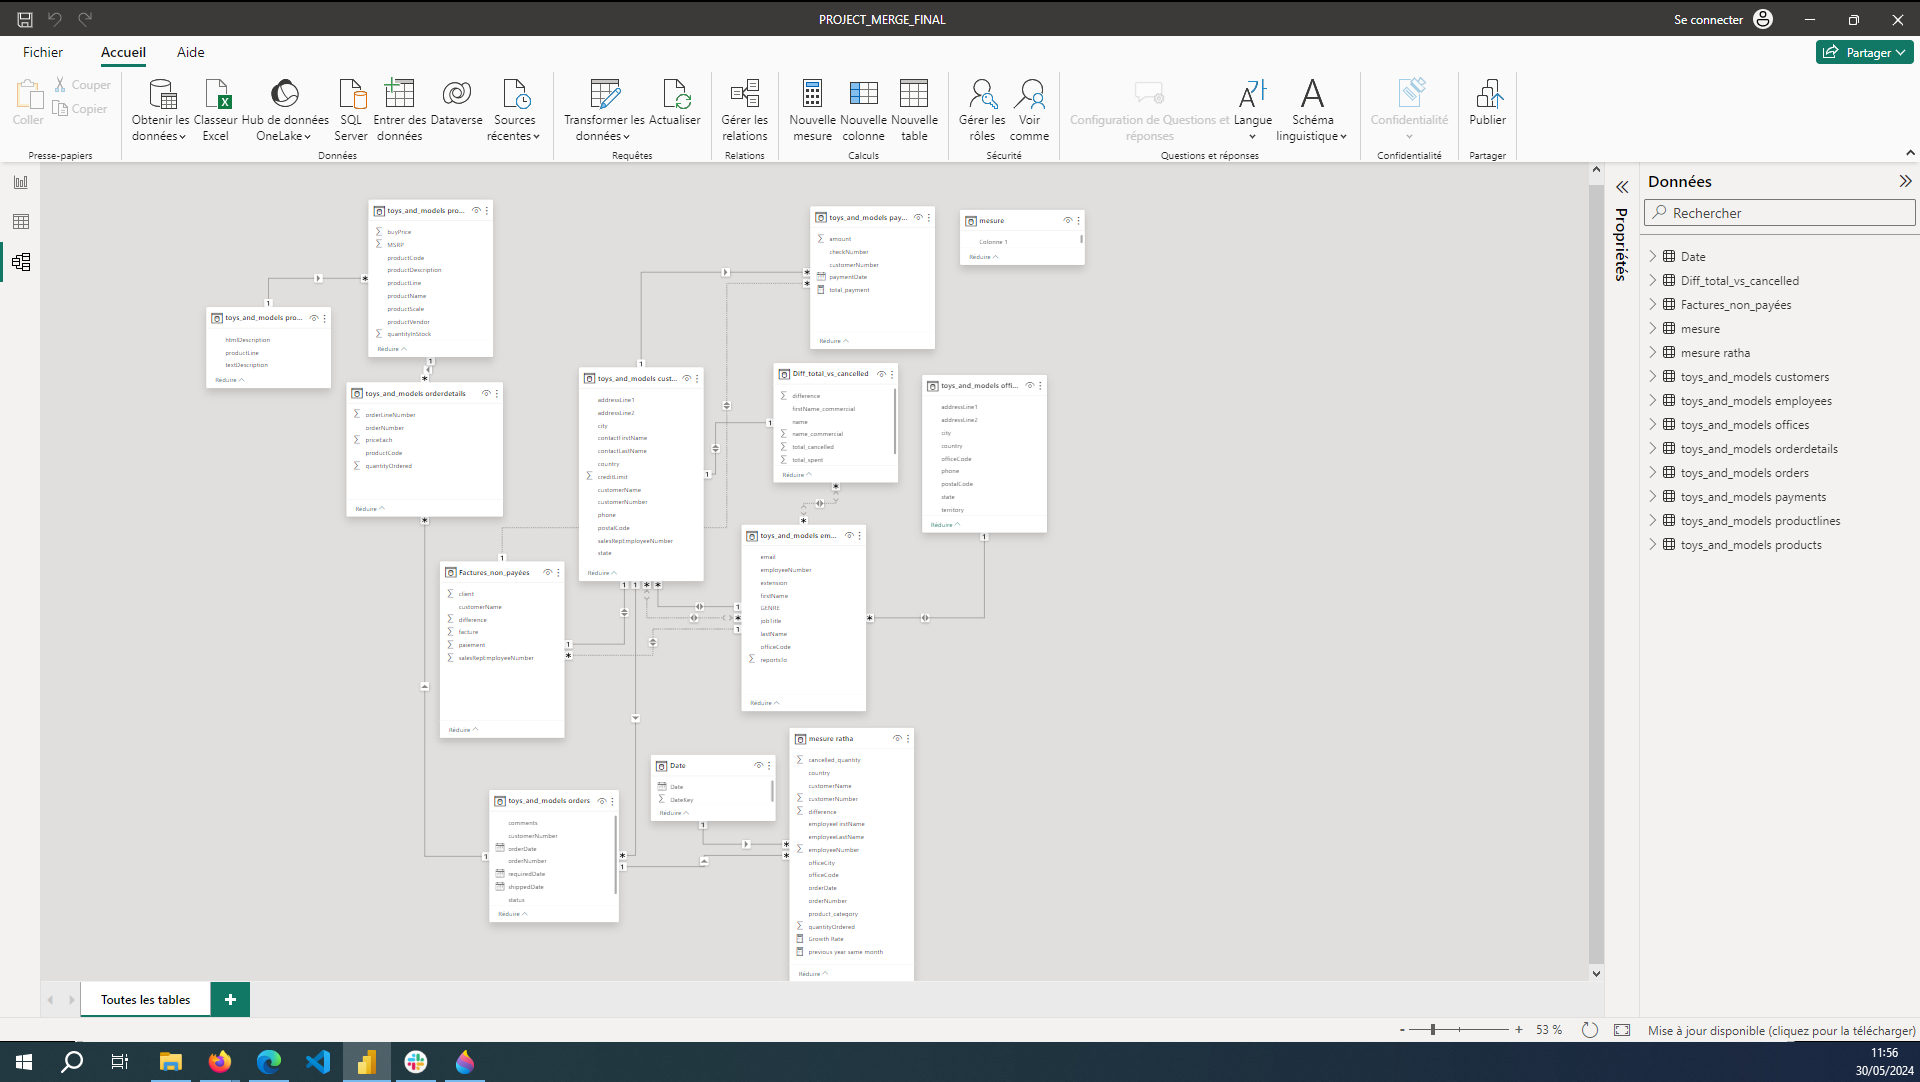 PROJECT_MERGE_FINAL
Se connecter
Fichier
Accueil
Aide
Partager
Coller
Couper
Copier
Obtenir les données
Classeur Excel
Hub de données OneLake
SQL Server
Entrer des données
Dataverse
Sources récentes
Transformer les données
Actualiser
Gérer les relations
Nouvelle mesure
Nouvelle colonne
Nouvelle table
Gérer les rôles
Voir comme
Configuration de Questions et réponses
Langue
Schéma linguistique
Confidentialité
Publier
Presse-papiers
Données
Requêtes
Relations
Calculs
Sécurité
Questions et réponses
Confidentialité
Partager
toys_and_models pro...
buyPrice
MSRP
productCode
productDescription
productLine
productName
productScale
productVendor
quantityInStock
Réduire
toys_and_models pro...
htmlDescription
productLine
textDescription
Réduire
toys_and_models orderdetails
orderLineNumber
orderNumber
priceEach
productCode
quantityOrdered
Réduire
toys_and_models cust...
addressLine1
addressLine2
city
contactFirstName
contactLastName
country
creditLimit
customerName
customerNumber
phone
postalCode
salesRepEmployeeNumber
state
Réduire
toys_and_models pay...
amount
checkNumber
customerNumber
paymentDate
total_payment
Réduire
mesure
Colonne 1
Réduire
Diff_total_vs_cancelled
difference
firstName_commercial
name
name_commercial
total_cancelled
total_spent
Réduire
toys_and_models offi...
addressLine1
addressLine2
city
country
officeCode
phone
postalCode
state
territory
Réduire
Factures_non_payées
client
customerName
difference
facture
paiement
salesRepEmployeeNumber
Réduire
toys_and_models em...
email
employeeNumber
extension
firstName
GENRE
jobTitle
lastName
officeCode
reportsTo
Réduire
toys_and_models orders
comments
customerNumber
orderDate
orderNumber
requiredDate
shippedDate
status
Réduire
Date
Date
DateKey
Réduire
mesure ratha
cancelled_quantity
country
customerName
customerNumber
difference
employeeFirstName
employeeLastName
employeeNumber
officeCity
officeCode
orderDate
orderNumber
product_category
quantityOrdered
Growth Rate
previous year same month
Réduire
Propriétés
Données
Rechercher
Date
Diff_total_vs_cancelled
Factures_non_payées
mesure
mesure ratha
toys_and_models customers
toys_and_models employees
toys_and_models offices
toys_and_models orderdetails
toys_and_models orders
toys_and_models payments
toys_and_models productlines
toys_and_models products
Toutes les tables
+
- + 53 %
Mise à jour disponible (cliquez pour la télécharger)
11:56
30/05/2024